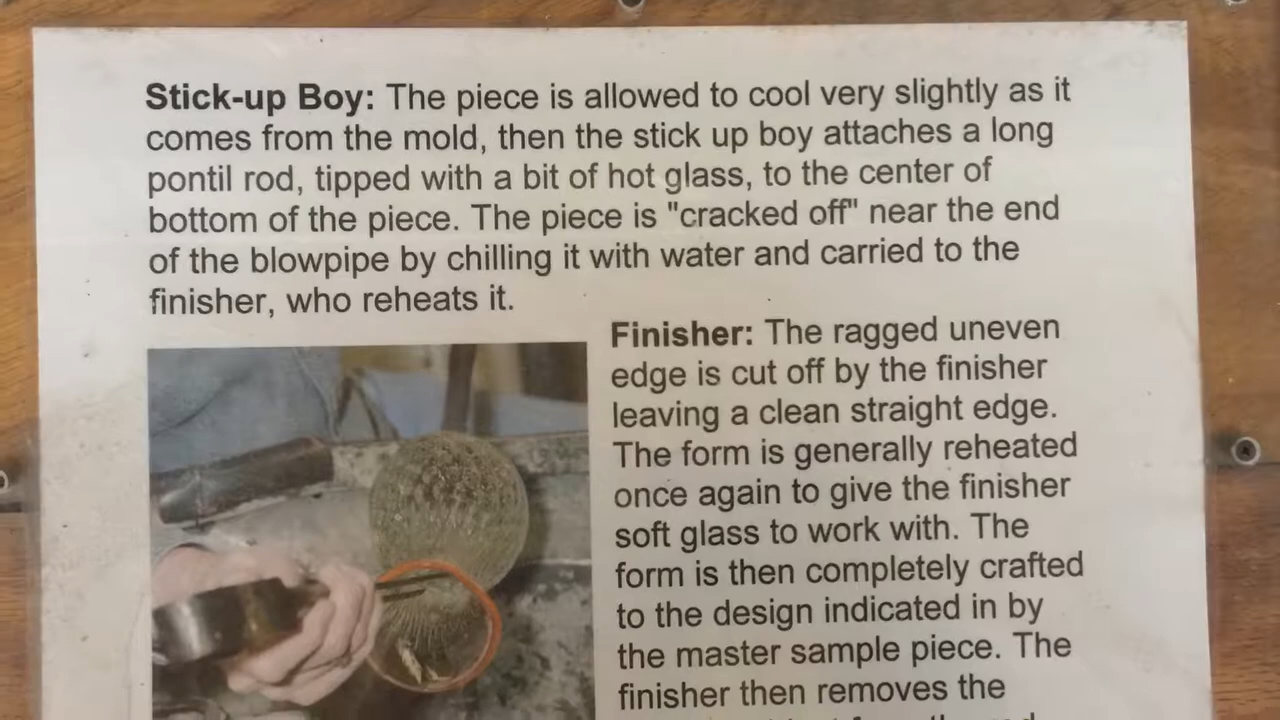 Stick-up Boy: The piece is allowed to cool very slightly as it
comes from the mold, then the stick up boy attaches a long
pontil rod, tipped with a bit of hot glass, to the center of
bottom of the piece. The piece is "cracked off" near the end
of the blowpipe by chilling it with water and carried to the
finisher, who reheats it.
Finisher: The ragged uneven
edge is cut off by the finisher
leaving a clean straight edge.
The form is generally reheated
once again to give the finisher
soft glass to work with. The
form is then completely crafted
to the design indicated in by
the master sample piece. The
finisher then removes the